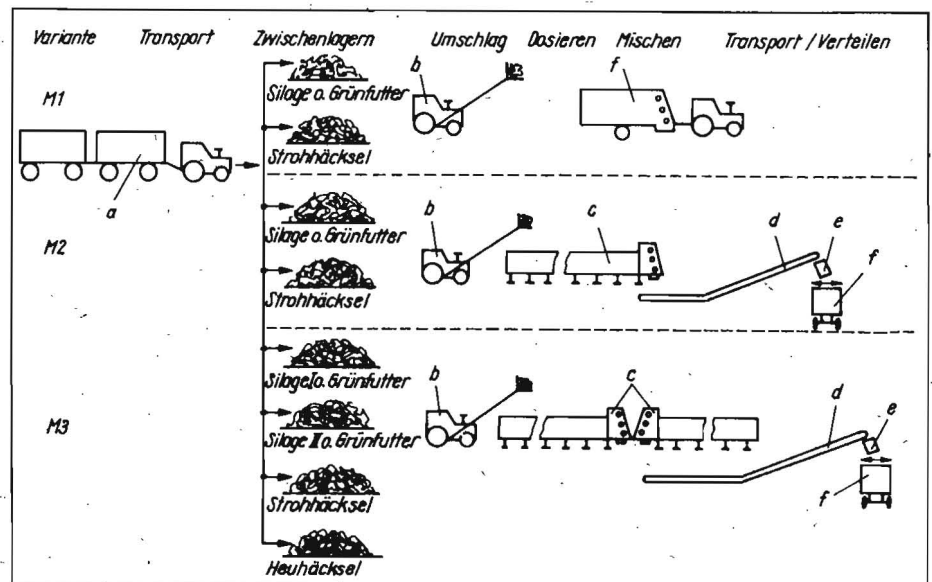 Variante Transport Zwischenlagern Umschlag Dosieren Mischen Transport / Verteilen
M1
Silage o. Grünfutter
b
f
Strohhäcksel
a
M2
Silage o. Grünfutter
b
c
d
e
f
Strohhäcksel
M3
Silage I o. Grünfutter
b
c
d
e
f
Silage II o. Grünfutter
Strohhäcksel
Heuhäcksel